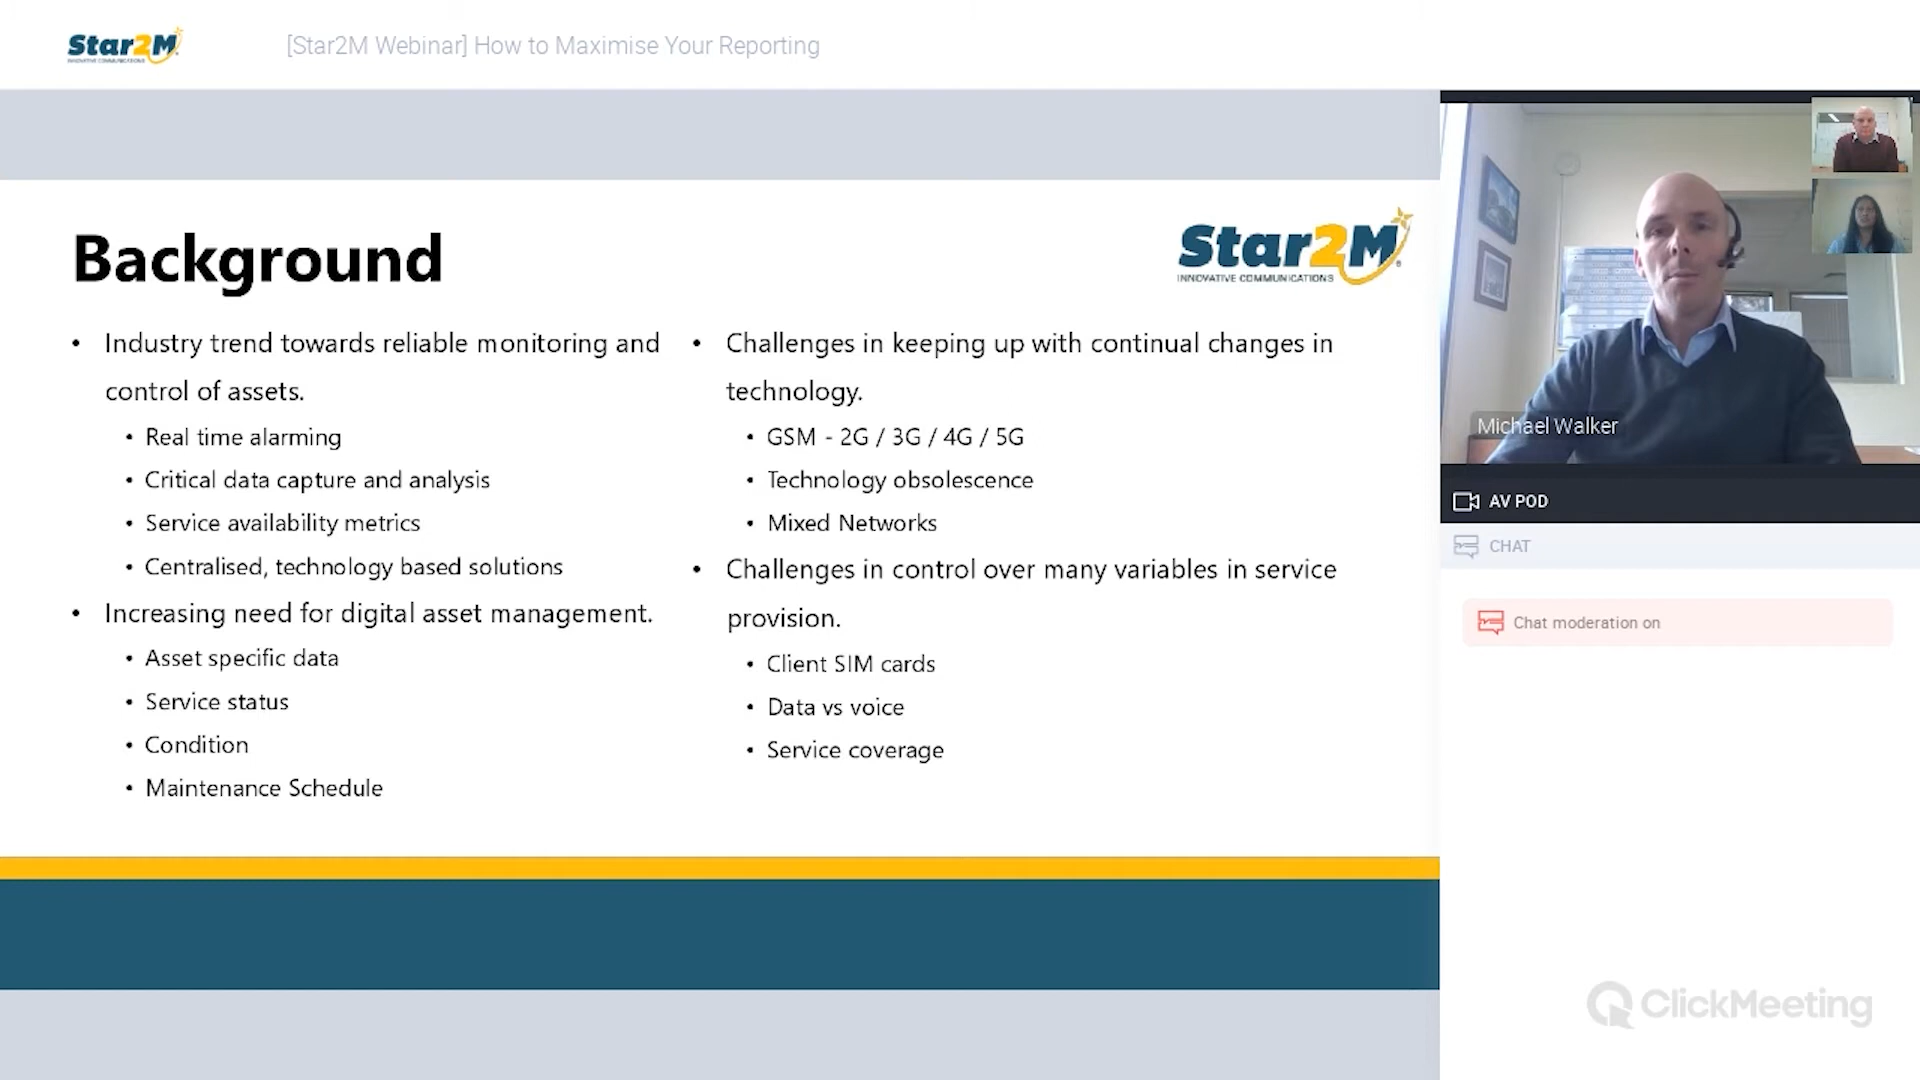 Star2M
INNOVATIVE COMMUNICATIONS
[Star2M Webinar] How to Maximise Your Reporting
Background
Star2M
INNOVATIVE COMMUNICATIONS
• Industry trend towards reliable monitoring and
control of assets.
• Real time alarming
• Critical data capture and analysis
• Service availability metrics
• Centralised, technology based solutions
• Increasing need for digital asset management.
• Asset specific data
• Service status
• Condition
• Maintenance Schedule
• Challenges in keeping up with continual changes in
technology.
• GSM - 2G / 3G / 4G / 5G
• Technology obsolescence
• Mixed Networks
• Challenges in control over many variables in service
provision.
• Client SIM cards
• Data vs voice
• Service coverage
Michael Walker
AV POD
CHAT
Chat moderation on
ClickMeeting